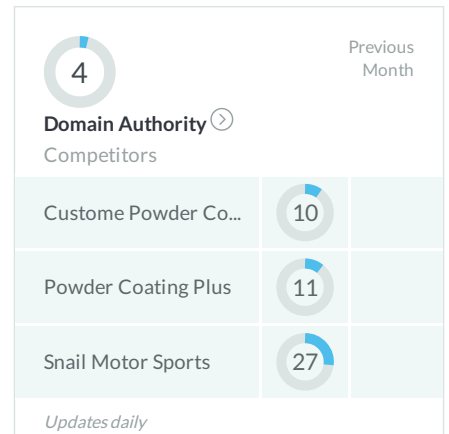 4
Previous
Month
Domain Authority
Competitors
Custome Powder Co...
10
Powder Coating Plus
11
Snail Motor Sports
27
Updates daily